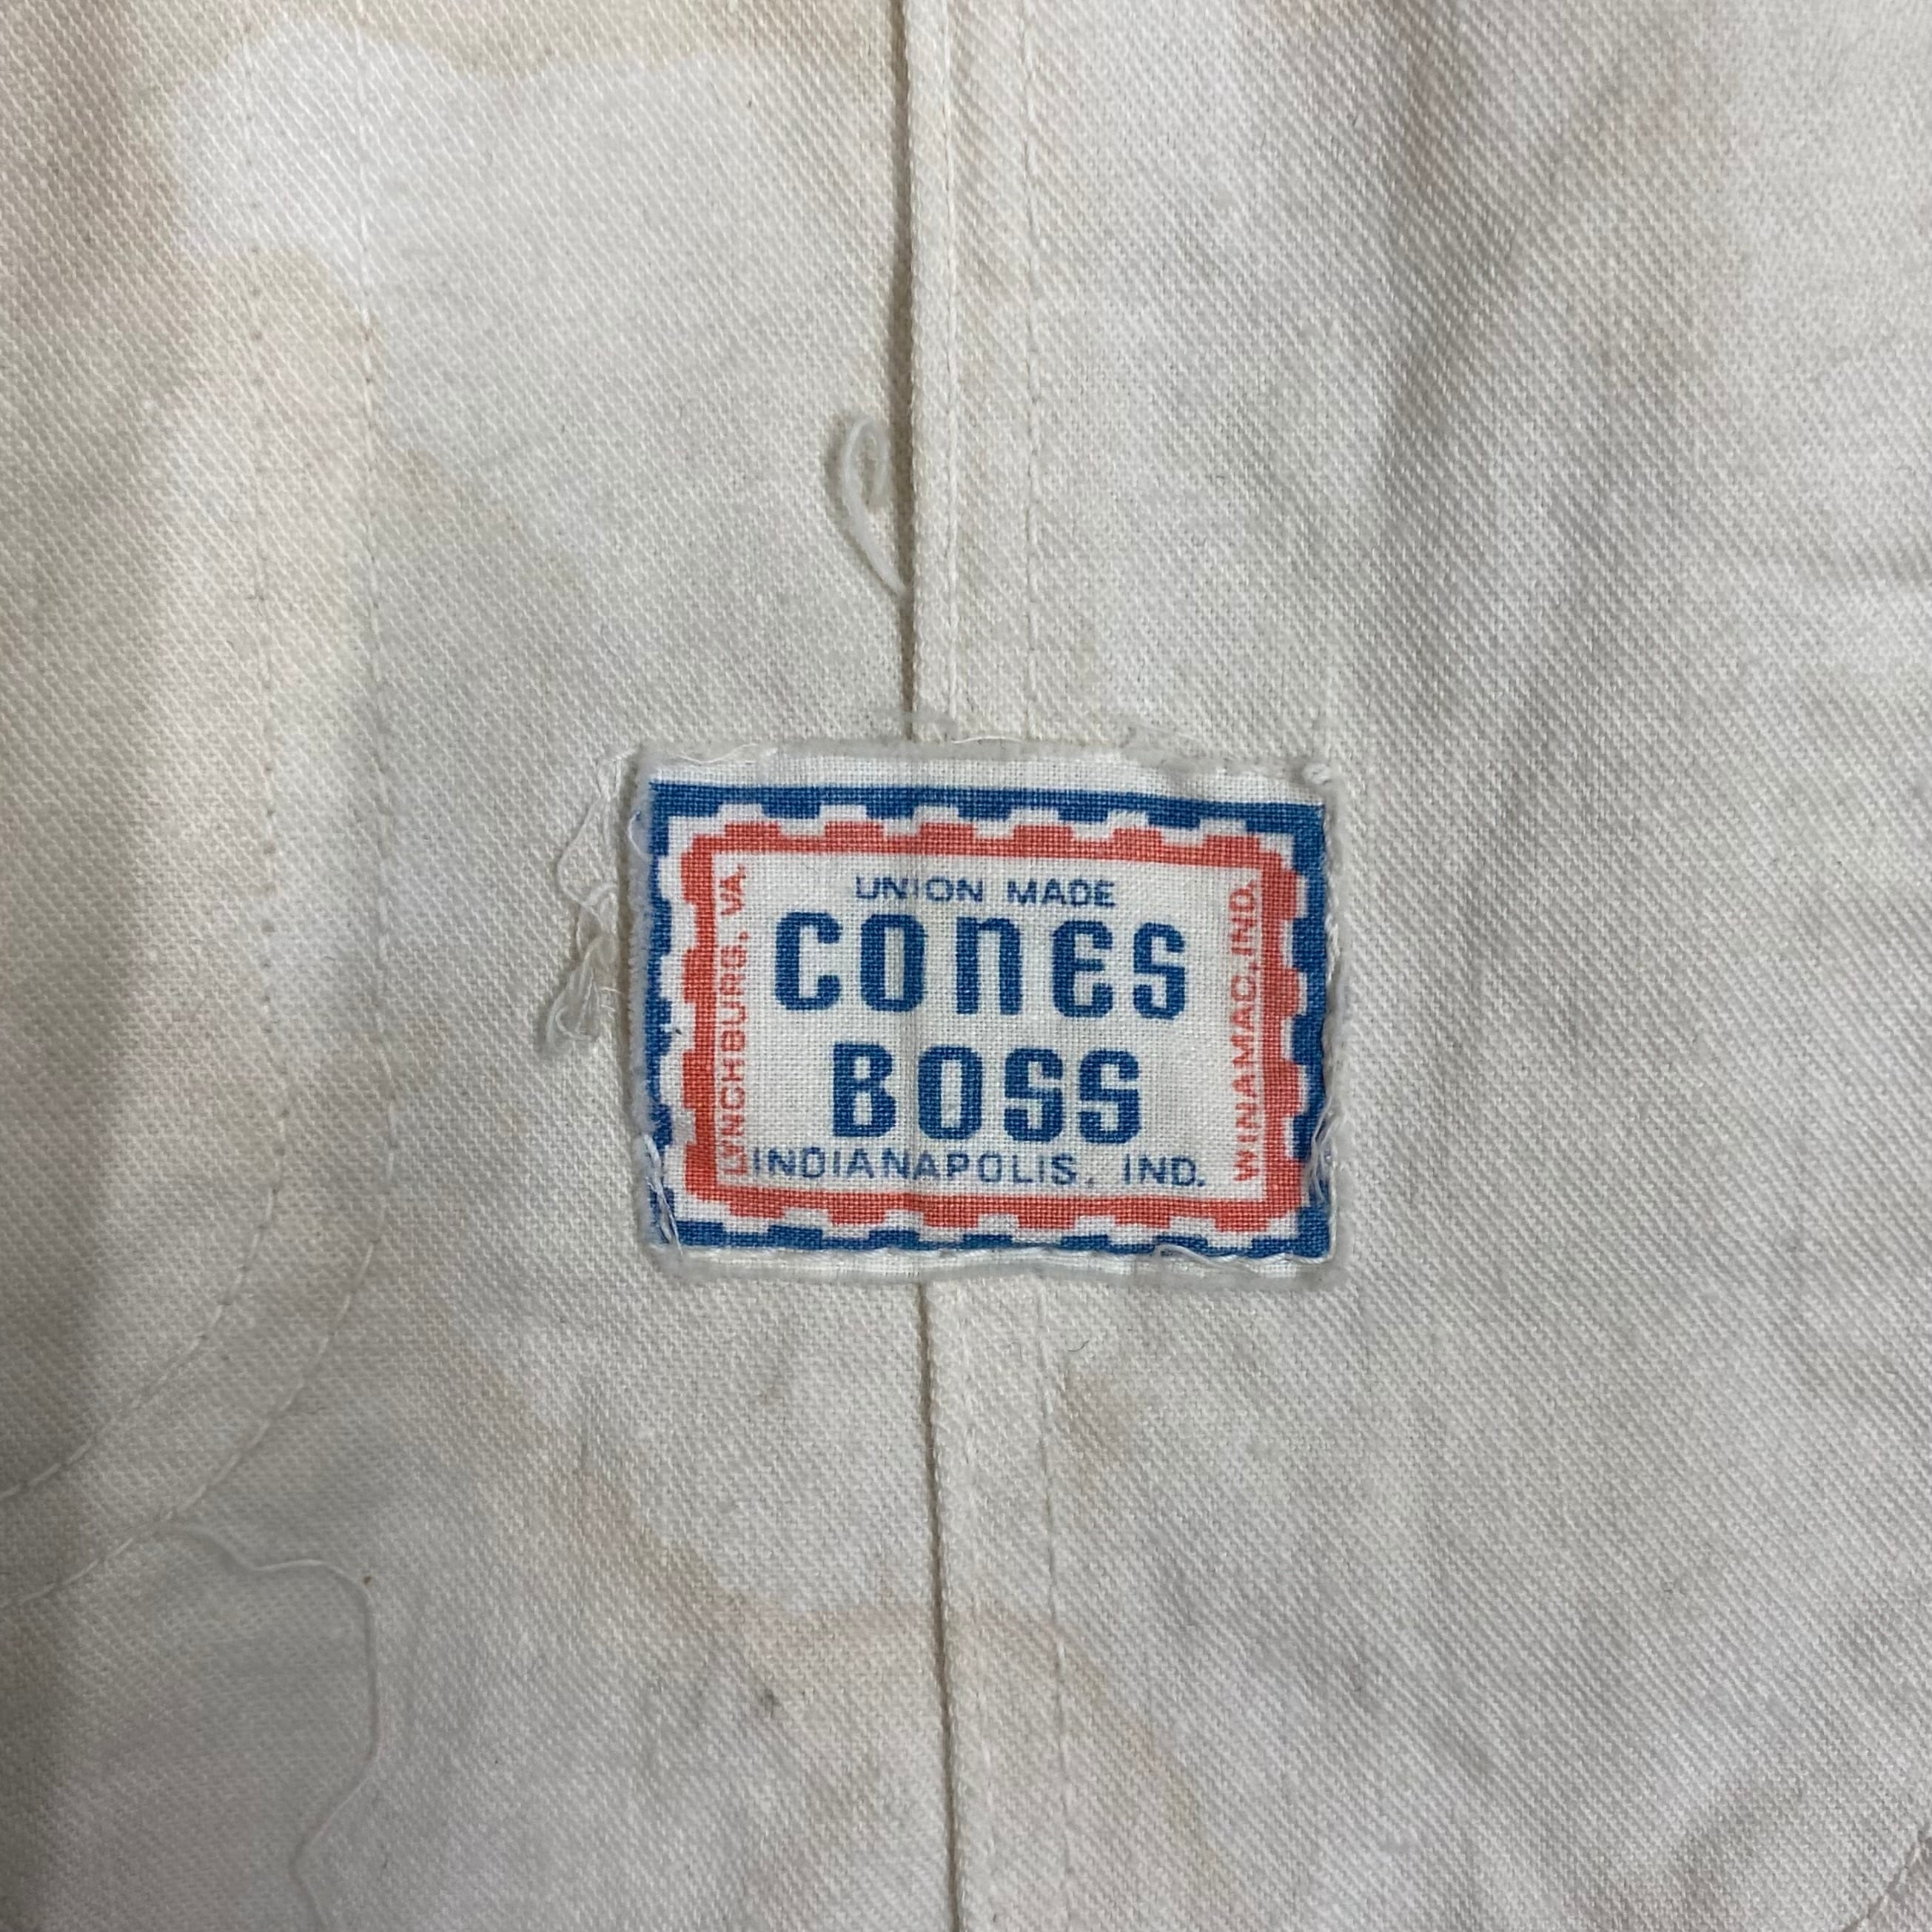 UNION MADE
CONES
BOSS
INDIANAPOLIS, IND.
LYNCHBURG, VA.
WINAMAC, IND.